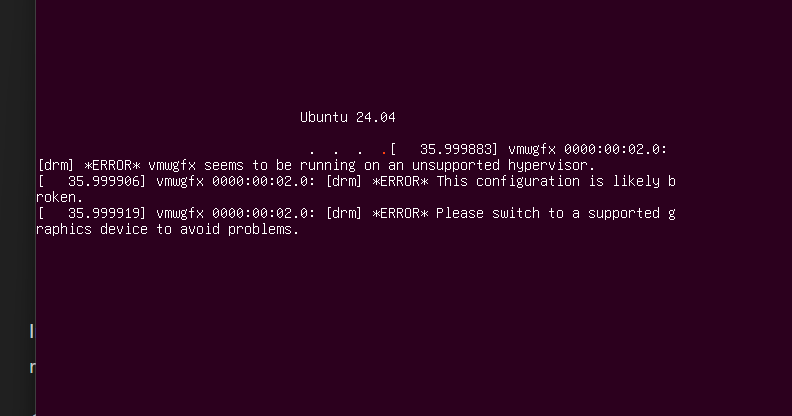 Ubuntu 24.04
. . . .[   35.999883] vmwgfx 0000:00:02.0:
[drm] *ERROR* vmwgfx seems to be running on an unsupported hypervisor.
[   35.999906] vmwgfx 0000:00:02.0: [drm] *ERROR* This configuration is likely b
roken.
[   35.999919] vmwgfx 0000:00:02.0: [drm] *ERROR* Please switch to a supported g
raphics device to avoid problems.